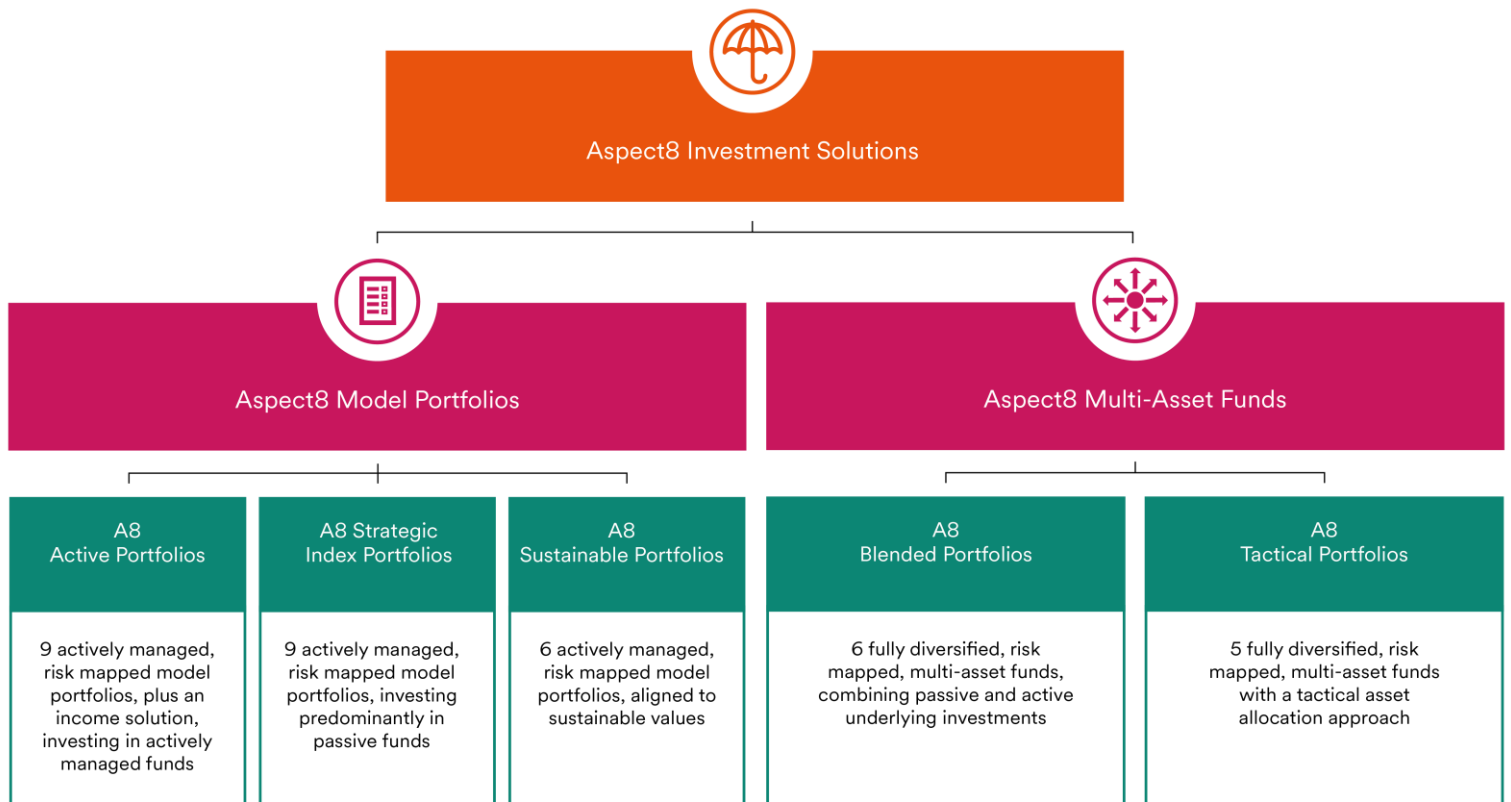 Aspect8 Investment Solutions
Aspect8 Model Portfolios
Aspect8 Multi-Asset Funds
A8
Active Portfolios
9 actively managed,
risk mapped model
portfolios, plus an
income solution,
investing in actively
managed funds
A8 Strategic
Index Portfolios
9 actively managed,
risk mapped model
portfolios, investing
predominantly in
passive funds
A8
Sustainable Portfolios
6 actively managed,
risk mapped model
portfolios, aligned to
sustainable values
A8
Blended Portfolios
6 fully diversified, risk
mapped, multi-asset funds,
combining passive and active
underlying investments
A8
Tactical Portfolios
5 fully diversified, risk
mapped, multi-asset funds
with a tactical asset
allocation approach